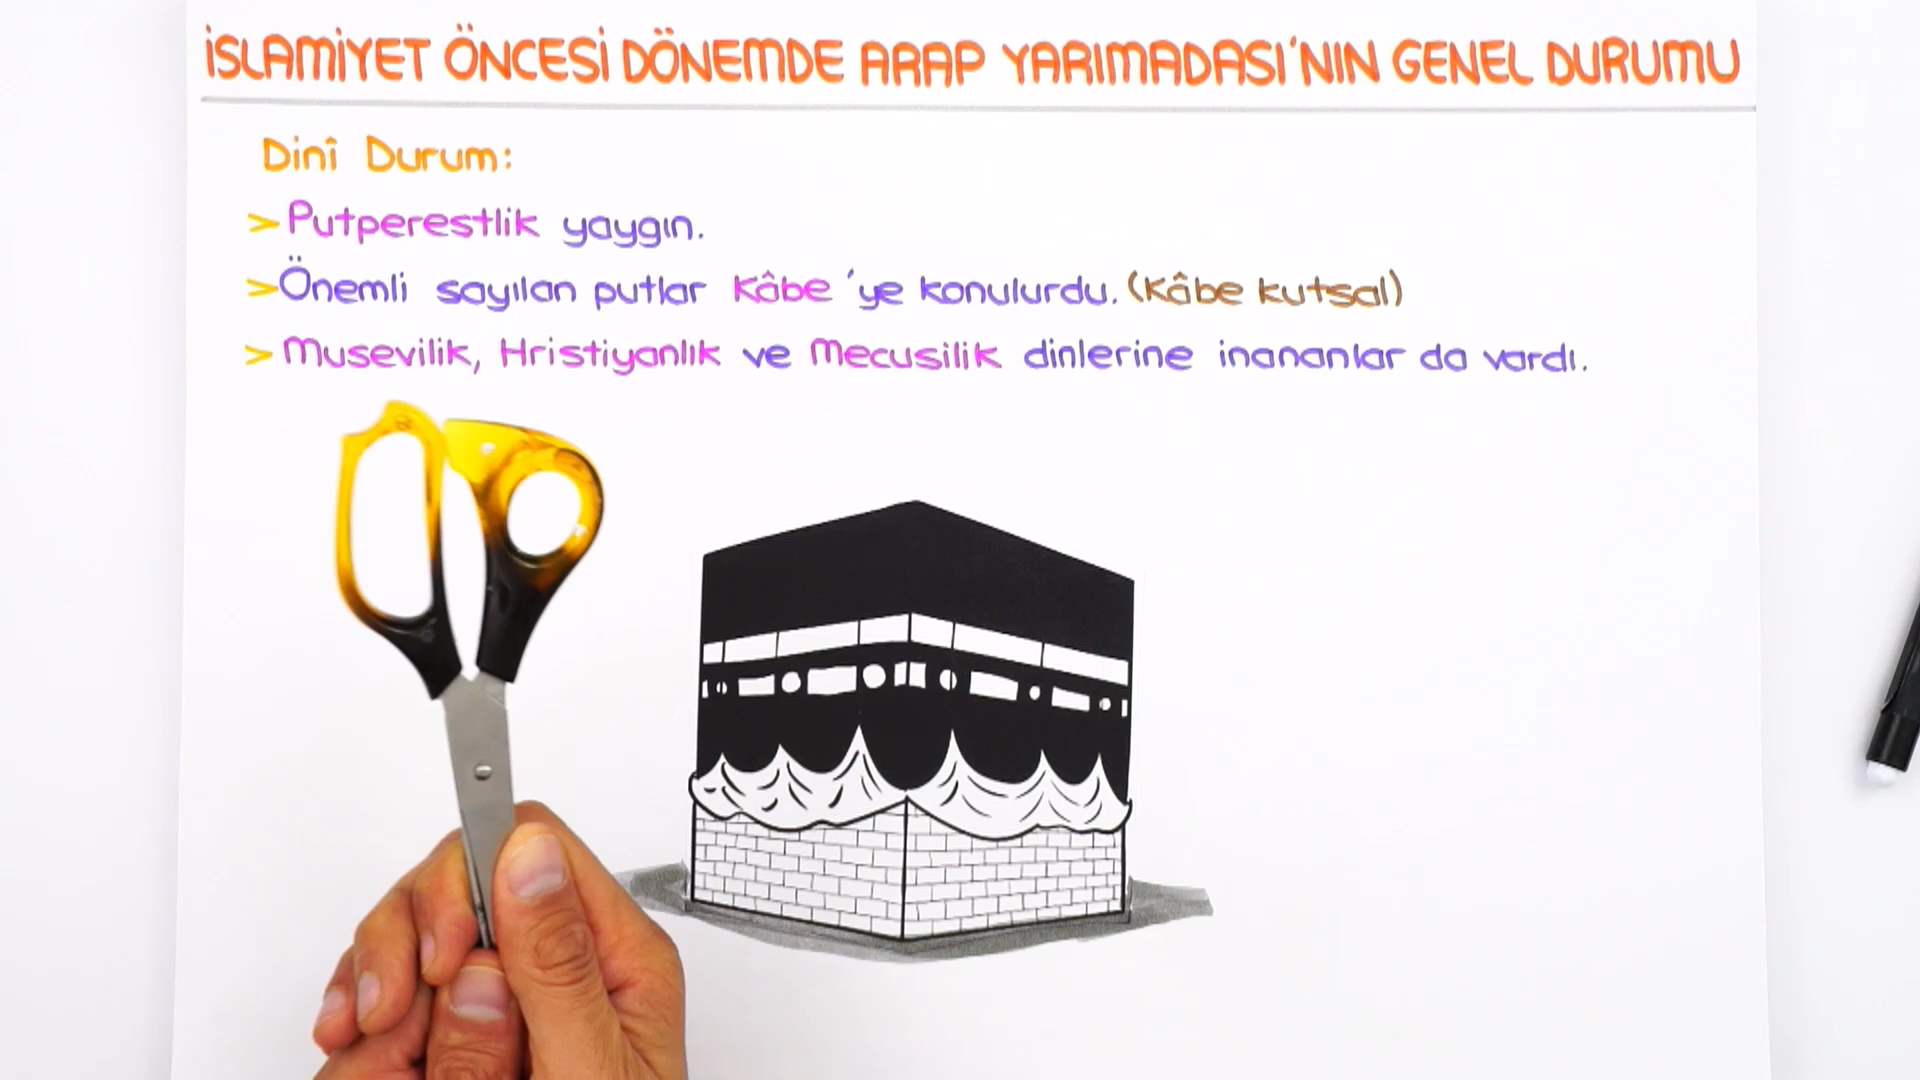 İSLAMİYET ÖNCESİ DÖNEMDE ARAP YARIMADASI'NIN GENEL DURUMU
Dinî Durum:
> Putperestlik yaygın.
> Önemli sayılan putlar Kâbe'ye konulurdu. (Kâbe kutsal)
> Musevilik, Hristiyanlık ve Mecusilik dinlerine inananlar da vardı.